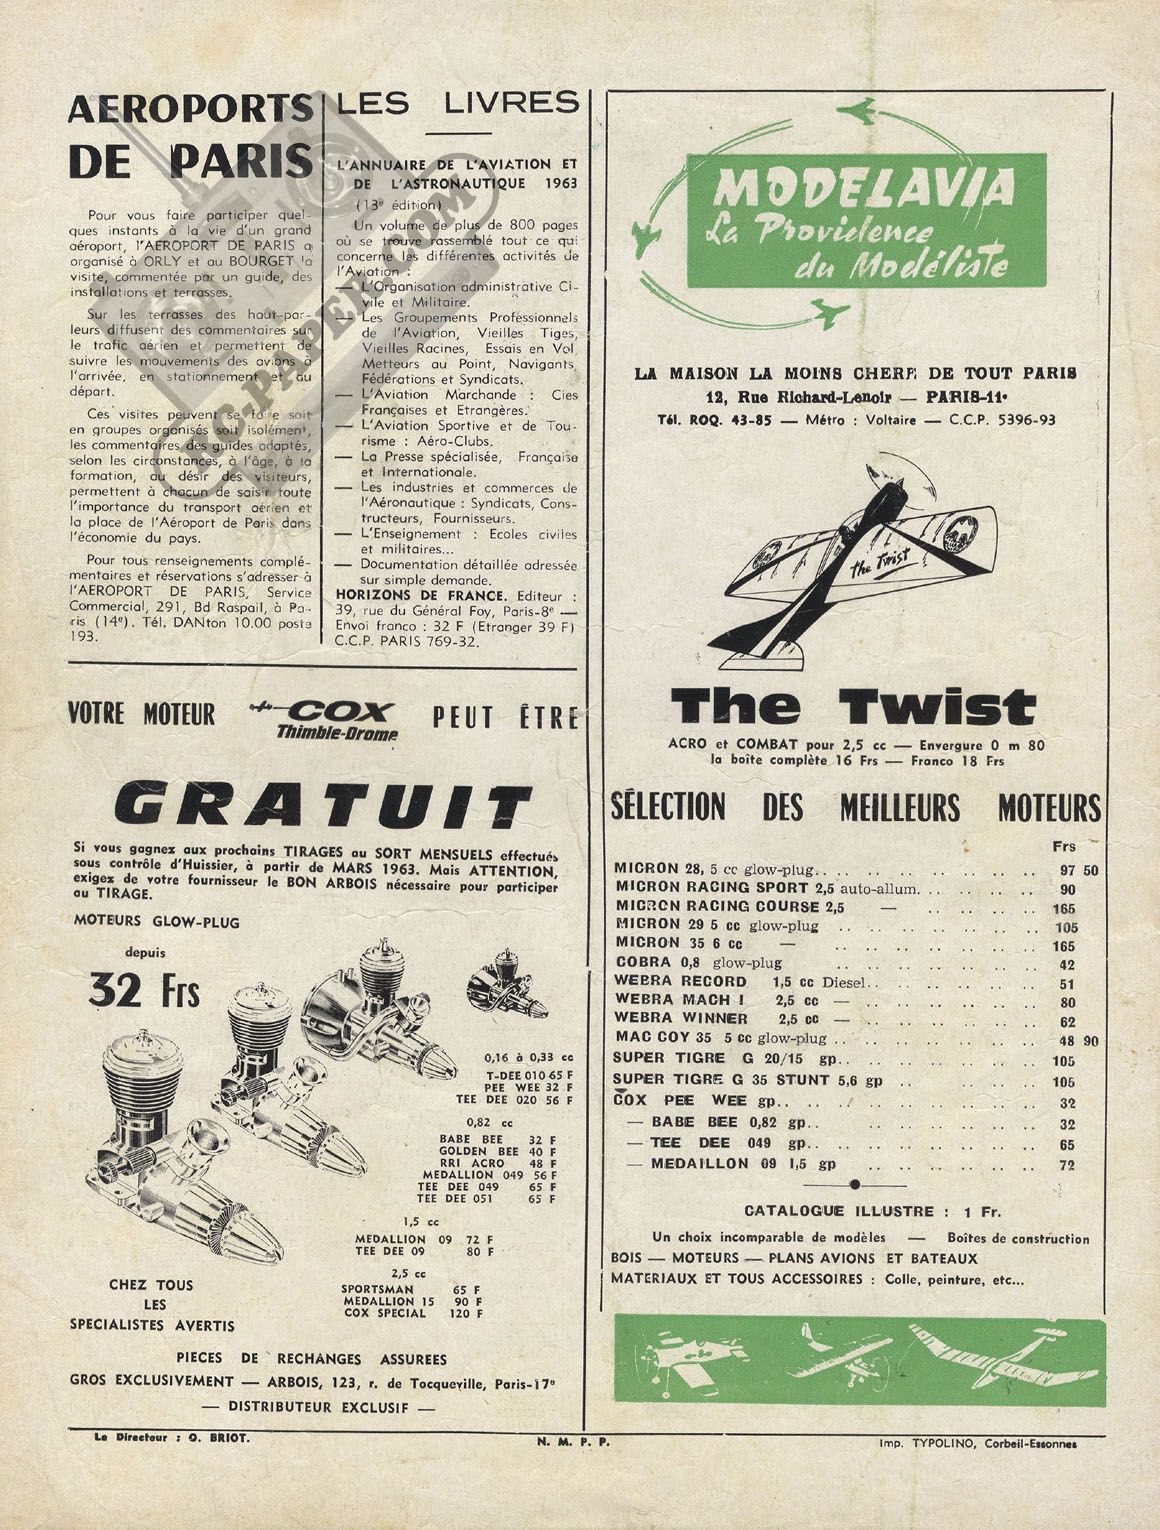 AEROPORTS
DE PARIS
Pour vous faire participer quel-
ques instants à la vie d'un grand
aéroport, l'AEROPORT DE PARIS a
organisé à ORLY et au BOURGET la
visite, commentée par un guide, des
installations et terrasses.
Sur les terrasses des haut-par-
leurs diffusent des commentaires sur
le trafic aérien et permettent de
suivre les mouvements des avions à
l'arrivée, en stationnement et au
départ.
Ces visites peuvent se faire soit
en groupes organisés soit isolément,
les commentaires des guides adaptés,
selon les circonstances, à l'âge, à la
formation, au désir des visiteurs,
permettent à chacun de saisir toute
l'importance du transport aérien et
la place de l'Aéroport de Paris dans
l'économie du pays.
Pour tous renseignements complé-
mentaires et réservations s'adresser à
l'AEROPORT DE PARIS, Service
Commercial, 291, Bd Raspail, à Pa-
ris (14e). Tél. DANton 10.00 poste
193.
LES LIVRES
L'ANNUAIRE DE L'AVIATION ET
DE L'ASTRONAUTIQUE 1963
(13e édition)
Un volume de plus de 800 pages
où se trouve rassemblé tout ce qui
concerne les différentes activités de
l'Aviation :
— L'Organisation administrative Ci-
vile et Militaire.
— Les Groupements Professionnels
de l'Aviation, Vieilles Tiges,
Vieilles Racines, Essais en Vol,
Metteurs au Point, Navigants,
Fédérations et Syndicats.
— L'Aviation Marchande : Cies
Françaises et Etrangères.
— L'Aviation Sportive et de Tou-
risme : Aéro-Clubs.
— La Presse spécialisée, Française
et Internationale.
— Les industries et commerces de
l'Aéronautique : Syndicats, Cons-
tructeurs, Fournisseurs.
— L'Enseignement : Ecoles civiles
et militaires...
— Documentation détaillée adressée
sur simple demande.
HORIZONS DE FRANCE. Editeur :
39, rue du Général Foy, Paris-8e —
Envoi franco : 32 F (Etranger 39 F)
C.C.P. PARIS 769-32.
RC-PAPER.COM
VOTRE MOTEUR COX PEUT ÊTRE
Thimble-Drome
GRATUIT
Si vous gagnez aux prochains TIRAGES au SORT MENSUELS effectués
sous contrôle d'Huissier, à partir de MARS 1963. Mais ATTENTION,
exigez de votre fournisseur le BON ARBOIS nécessaire pour participer
au TIRAGE.
MOTEURS GLOW-PLUG
depuis
32 Frs
0,16 à 0,33 cc
T-DEE 010 65 F
PEE WEE 32 F
TEE DEE 020 56 F
0,82 cc
BABE BEE 32 F
GOLDEN BEE 40 F
RRI ACRO 48 F
MEDALLION 049 56 F
TEE DEE 049 65 F
TEE DEE 051 65 F
1,5 cc
MEDALLION 09 72 F
TEE DEE 09 80 F
2,5 cc
SPORTSMAN 65 F
MEDALLION 15 90 F
COX SPECIAL 120 F
CHEZ TOUS
LES
SPECIALISTES AVERTIS
PIECES DE RECHANGES ASSUREES
GROS EXCLUSIVEMENT — ARBOIS, 123, r. de Tocqueville, Paris-17e
— DISTRIBUTEUR EXCLUSIF —
MODELAVIA
La Providence
du Modéliste
LA MAISON LA MOINS CHERE DE TOUT PARIS
12, Rue Richard-Lenoir — PARIS-11e
Tél. ROQ. 43-85 — Métro : Voltaire — C.C.P. 5396-93
the Twist
The Twist
ACRO et COMBAT pour 2,5 cc — Envergure 0 m 80
la boîte complète 16 Frs — Franco 18 Frs
SÉLECTION DES MEILLEURS MOTEURS
Frs
MICRON 28, 5 cc glow-plug.. .. .. .. .. .. .. .. 97 50
MICRON RACING SPORT 2,5 auto-allum. .. .. .. .. 90
MICRON RACING COURSE 2,5 — .. .. .. .. 165
MICRON 29 5 cc glow-plug .. .. .. .. .. .. .. 105
MICRON 35 6 cc — .. .. .. .. .. .. .. 165
COBRA 0,8 glow-plug .. .. .. .. .. .. .. 42
WEBRA RECORD 1,5 cc Diesel.. .. .. .. .. .. 51
WEBRA MACH I 2,5 cc — .. .. .. .. .. .. 80
WEBRA WINNER 2,5 cc — .. .. .. .. .. .. 62
MAC COY 35 5 cc glow-plug .. .. .. .. .. .. .. 48 90
SUPER TIGRE G 20/15 gp.. .. .. .. .. .. .. 105
SUPER TIGRE G 35 STUNT 5,6 gp .. .. .. .. .. 105
COX PEE WEE gp.. .. .. .. .. .. .. .. .. 32
— BABE BEE 0,82 gp.. .. .. .. .. .. .. .. 32
— TEE DEE 049 gp.. .. .. .. .. .. .. .. 65
— MEDAILLON 09 1,5 gp .. .. .. .. .. .. 72
CATALOGUE ILLUSTRE : 1 Fr.
Un choix incomparable de modèles — Boîtes de construction
BOIS — MOTEURS — PLANS AVIONS ET BATEAUX
MATERIAUX ET TOUS ACCESSOIRES : Colle, peinture, etc...
Le Directeur : O. BRIOT.
N. M. P. P.
Imp. TYPOLINO, Corbeil-Essonnes